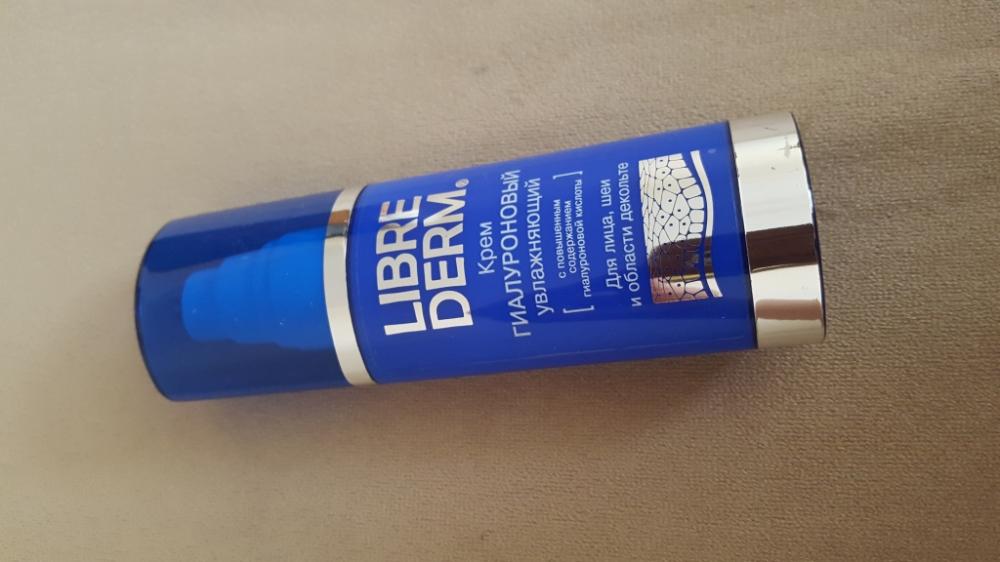 LIBRE
DERM®
Крем
ГИАЛУРОНОВЫЙ
УВЛАЖНЯЮЩИЙ
[ с повышенным
содержанием
гиалуроновой кислоты ]
Для лица, шеи
и области декольте